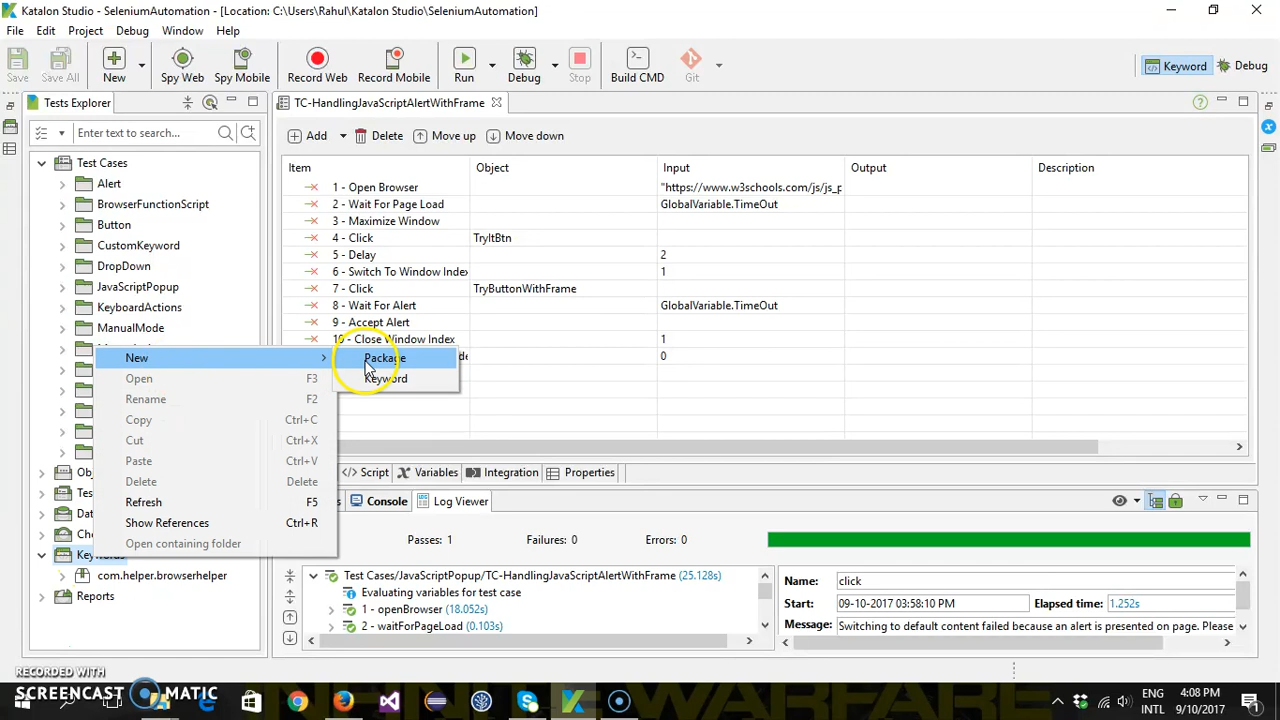 Katalon Studio - SeleniumAutomation - [Location: C:\Users\Rahul\Katalon Studio\SeleniumAutomation]
File Edit Project Debug Window Help
Save Save All New Spy Web Spy Mobile Record Web Record Mobile Run Debug Stop Build CMD Git Keyword Debug
Tests Explorer
TC-HandlingJavaScriptAlertWithFrame
Enter text to search...
Add Delete Move up Move down
Test Cases
Alert
BrowserFunctionScript
Button
CustomKeyword
DropDown
JavaScriptPopup
KeyboardActions
ManualMode
Item Object Input Output Description
1 - Open Browser "https://www.w3schools.com/js/js_p
2 - Wait For Page Load GlobalVariable.TimeOut
3 - Maximize Window
4 - Click TryItBtn
5 - Delay 2
6 - Switch To Window Index 1
7 - Click TryButtonWithFrame
8 - Wait For Alert GlobalVariable.TimeOut
9 - Accept Alert
10 - Close Window Index 1
0
New
Open F3
Rename F2
Copy Ctrl+C
Cut Ctrl+X
Paste Ctrl+V
Delete Delete
Refresh F5
Show References Ctrl+R
Open containing folder
Package
Keyword
Keywords
com.helper.browserhelper
Reports
Script Variables Integration Properties
Console Log Viewer
Passes: 1 Failures: 0 Errors: 0
Test Cases/JavaScriptPopup/TC-HandlingJavaScriptAlertWithFrame (25.128s)
Evaluating variables for test case
1 - openBrowser (18.052s)
2 - waitForPageLoad (0.103s)
Name: click
Start: 09-10-2017 03:58:10 PM Elapsed time: 1.252s
Message: Switching to default content failed because an alert is presented on page. Please
RECORDED WITH
SCREENCAST MATIC
INFINITE WARFARE
ENG
INTL
4:08 PM
9/10/2017